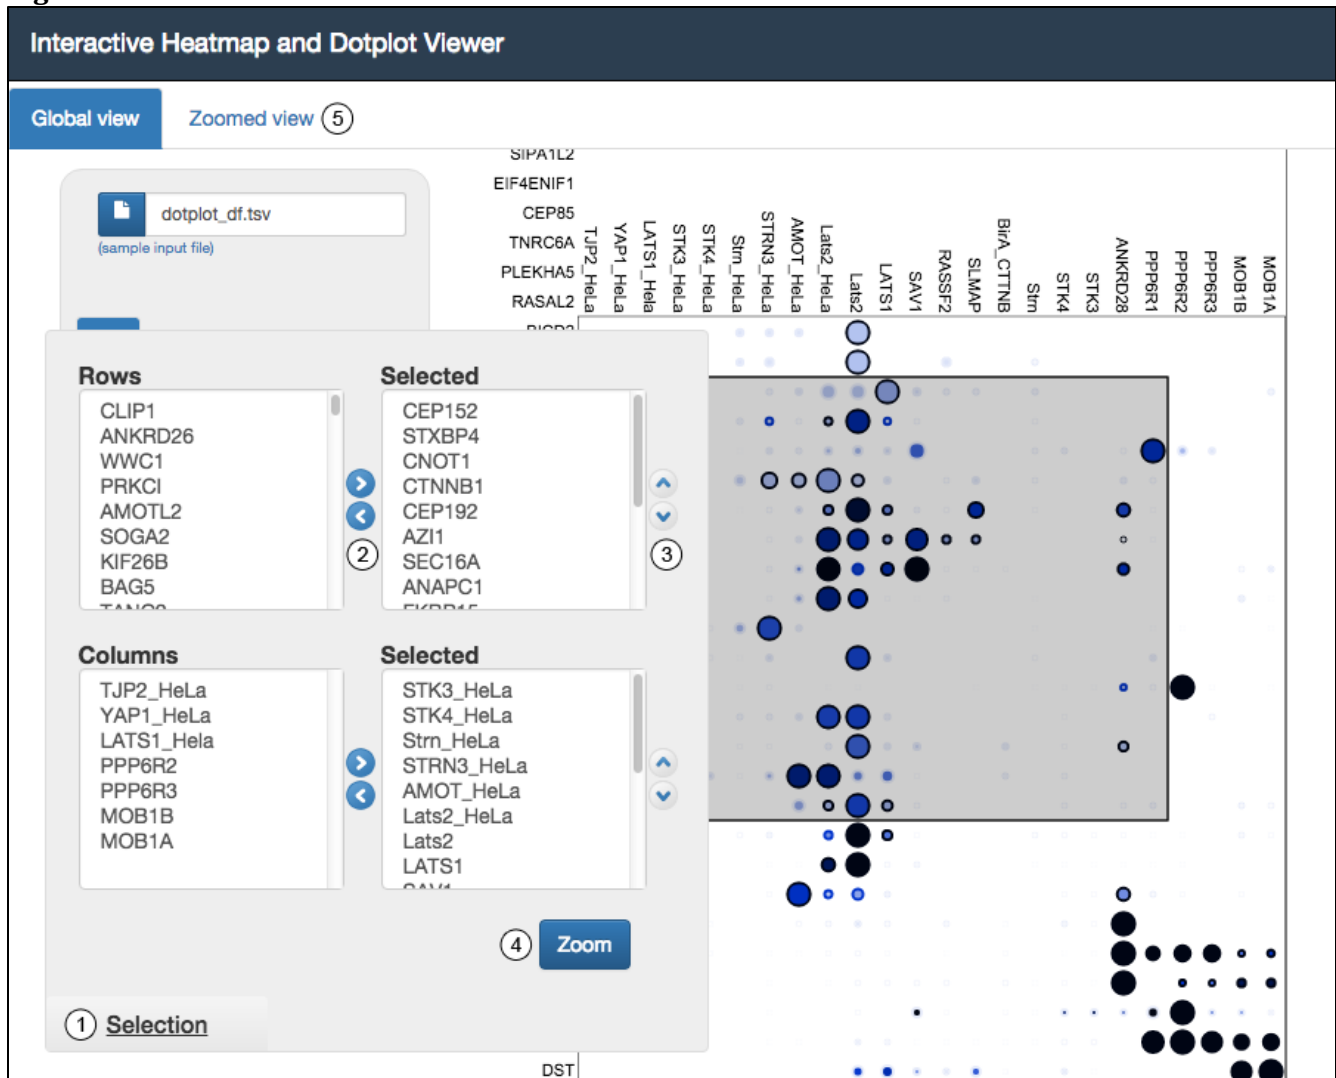 Interactive Heatmap and Dotplot Viewer
Global view
Zoomed view 5
dotplot_df.tsv
(sample input file)
SIPA1L2
EIF4ENIF1
CEP85
TNRC6A
PLEKHA5
RASAL2
TJP2_HeLa
YAP1_HeLa
LATS1_Hela
STK3_HeLa
STK4_HeLa
Strn_HeLa
STRN3_HeLa
AMOT_HeLa
Lats2_HeLa
Lats2
LATS1
SAV1
RASSF2
SLMAP
BirA_CTTNB
Strn
STK4
STK3
ANKRD28
PPP6R1
PPP6R2
PPP6R3
MOB1B
MOB1A
Rows
CLIP1
ANKRD26
WWC1
PRKCI
AMOTL2
SOGA2
KIF26B
BAG5
2
Selected
CEP152
STXBP4
CNOT1
CTNNB1
CEP192
AZI1
SEC16A
ANAPC1
3
Columns
TJP2_HeLa
YAP1_HeLa
LATS1_Hela
PPP6R2
PPP6R3
MOB1B
MOB1A
Selected
STK3_HeLa
STK4_HeLa
Strn_HeLa
STRN3_HeLa
AMOT_HeLa
Lats2_HeLa
Lats2
LATS1
4 Zoom
1 Selection
DST